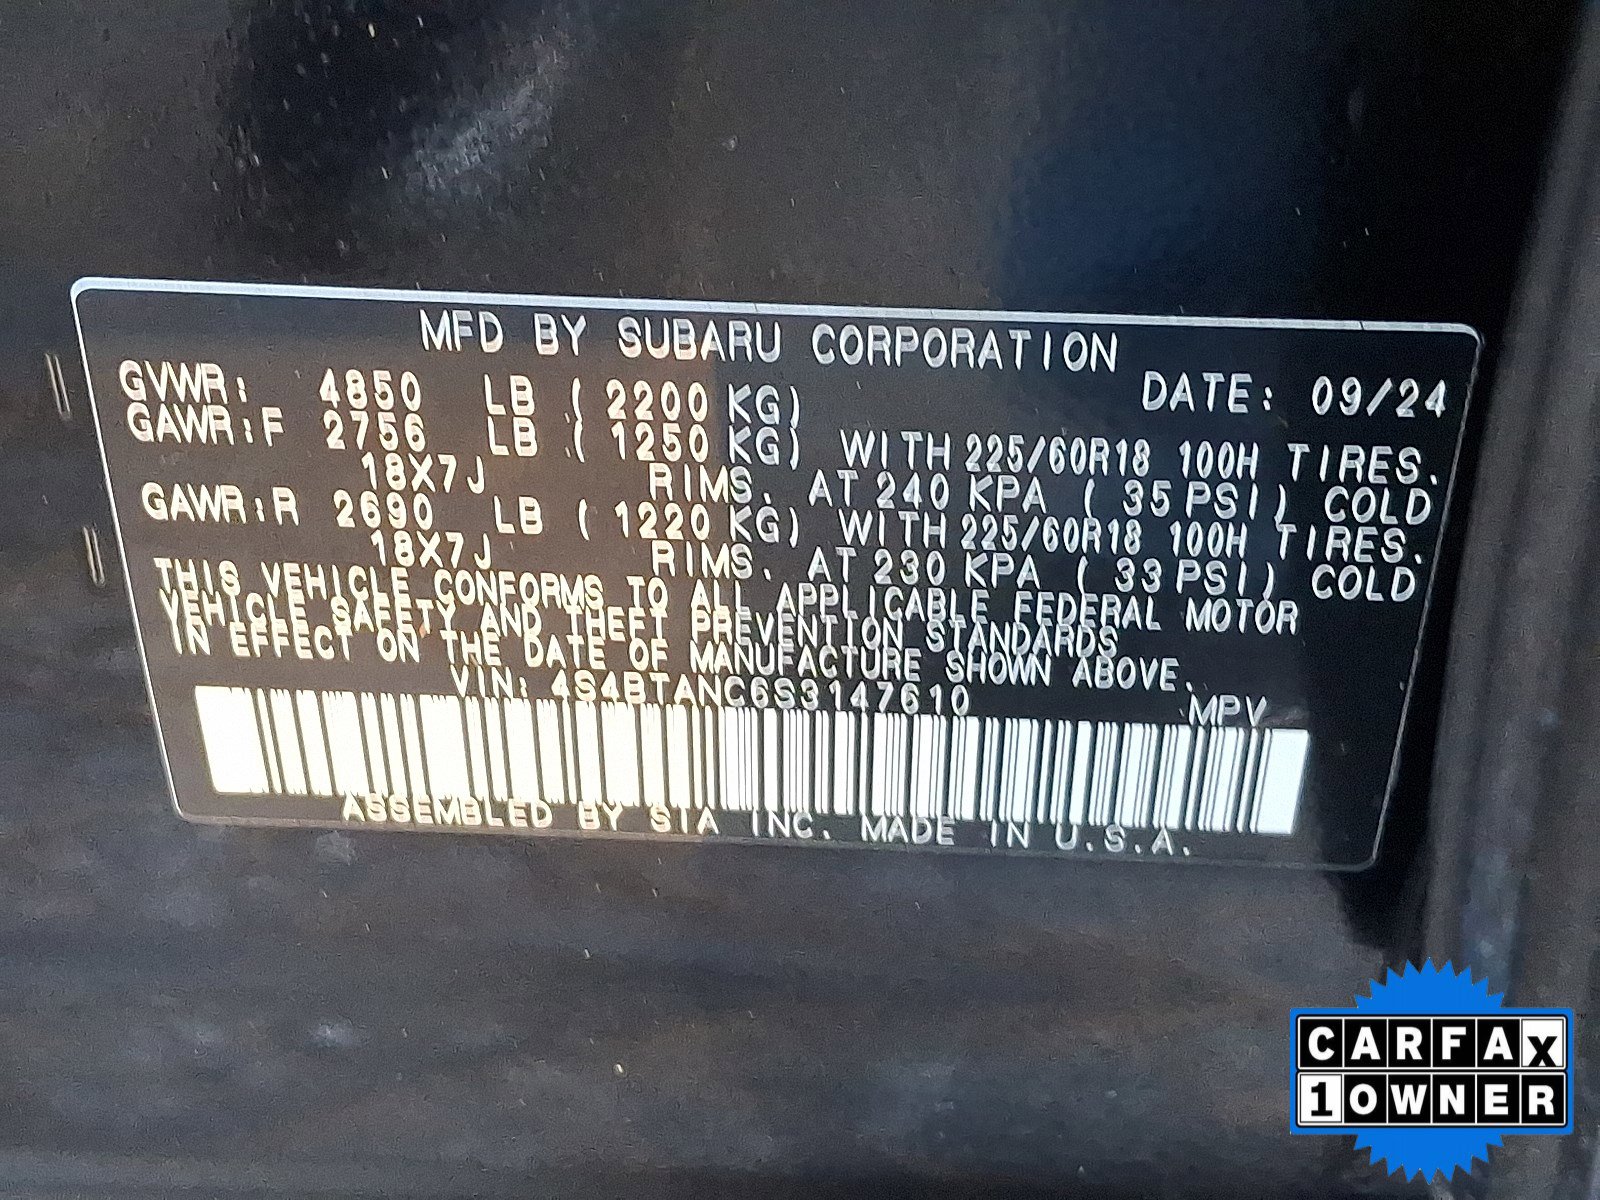 MFD BY SUBARU CORPORATION
GVWR: 4850 LB ( 2200 KG) DATE: 09/24
GAWR:F 2756 LB ( 1250 KG) WITH 225/60R18 100H TIRES.
18X7J RIMS. AT 240 KPA ( 35 PSI) COLD
GAWR:R 2690 LB ( 1220 KG) WITH 225/60R18 100H TIRES.
18X7J RIMS. AT 230 KPA ( 33 PSI) COLD
THIS VEHICLE CONFORMS TO ALL APPLICABLE FEDERAL MOTOR
VEHICLE SAFETY AND THEFT PREVENTION STANDARDS
IN EFFECT ON THE DATE OF MANUFACTURE SHOWN ABOVE.
VIN: 4S4BTANC6S3147610 MPV
ASSEMBLED BY SIA INC. MADE IN U.S.A.
CARFAX
1 OWNER